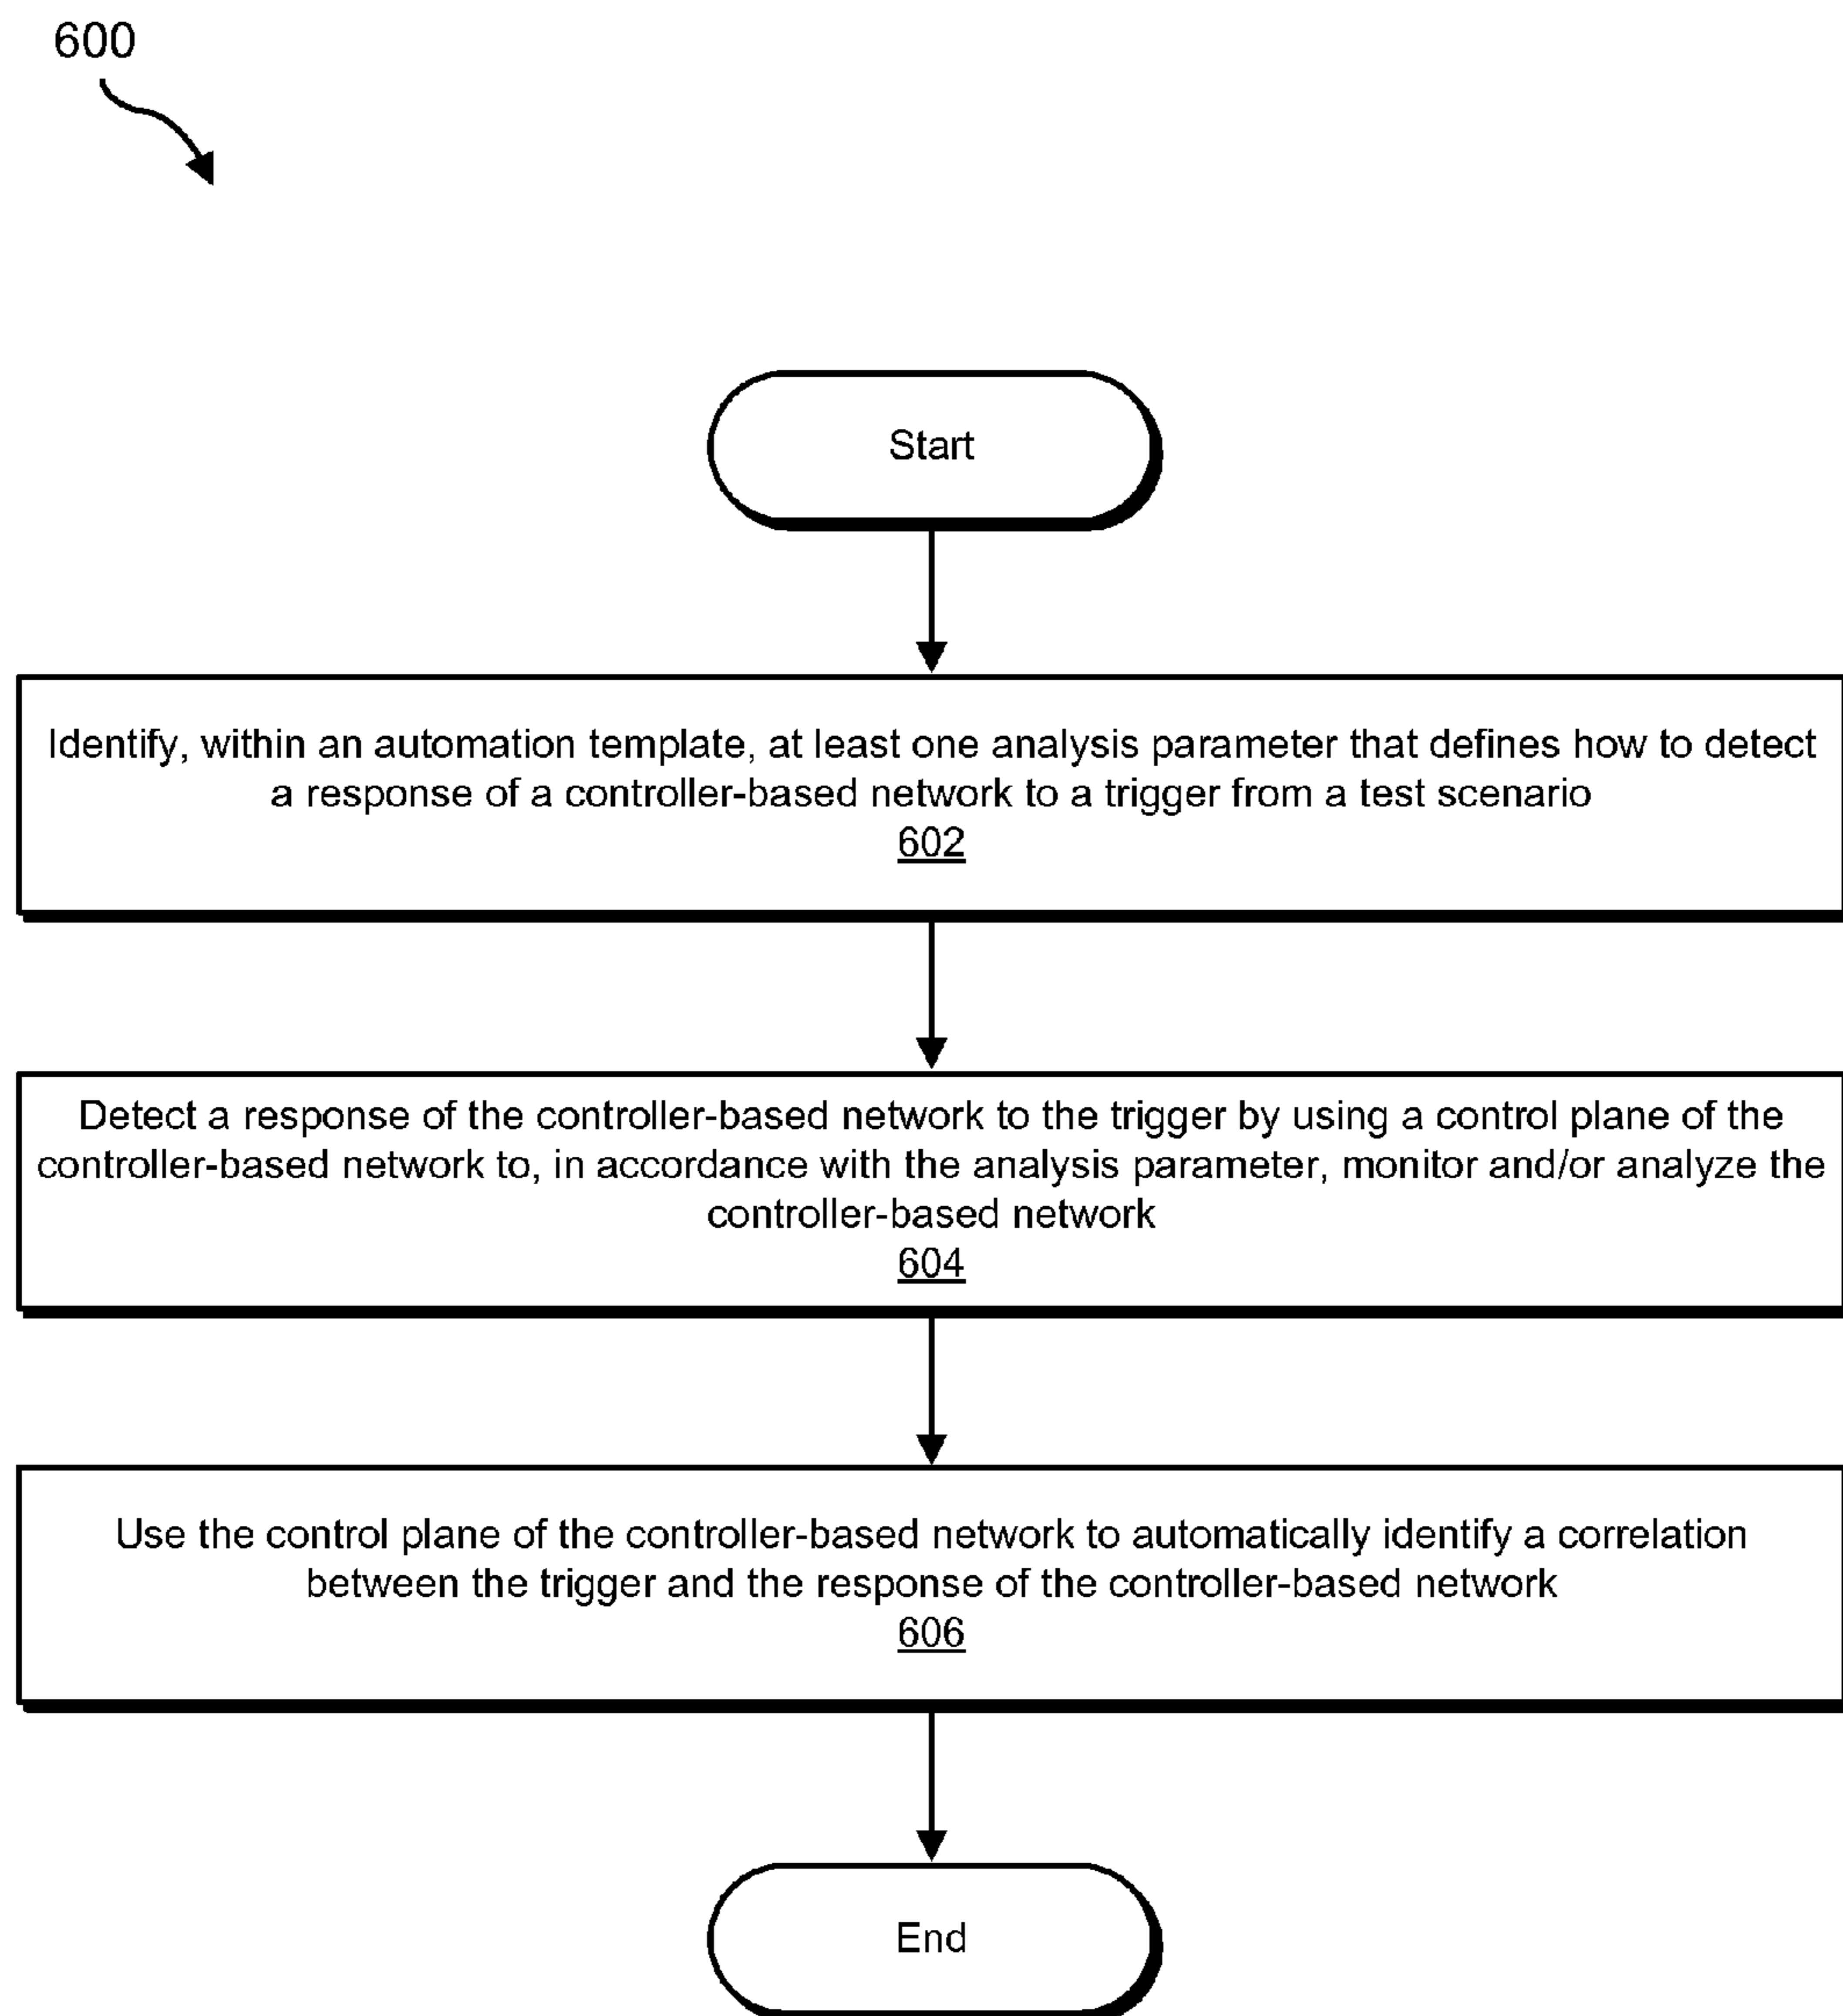 600
Start
Identify, within an automation template, at least one analysis parameter that defines how to detect
a response of a controller-based network to a trigger from a test scenario
602
Detect a response of the controller-based network to the trigger by using a control plane of the
controller-based network to, in accordance with the analysis parameter, monitor and/or analyze the
controller-based network
604
Use the control plane of the controller-based network to automatically identify a correlation
between the trigger and the response of the controller-based network
606
End